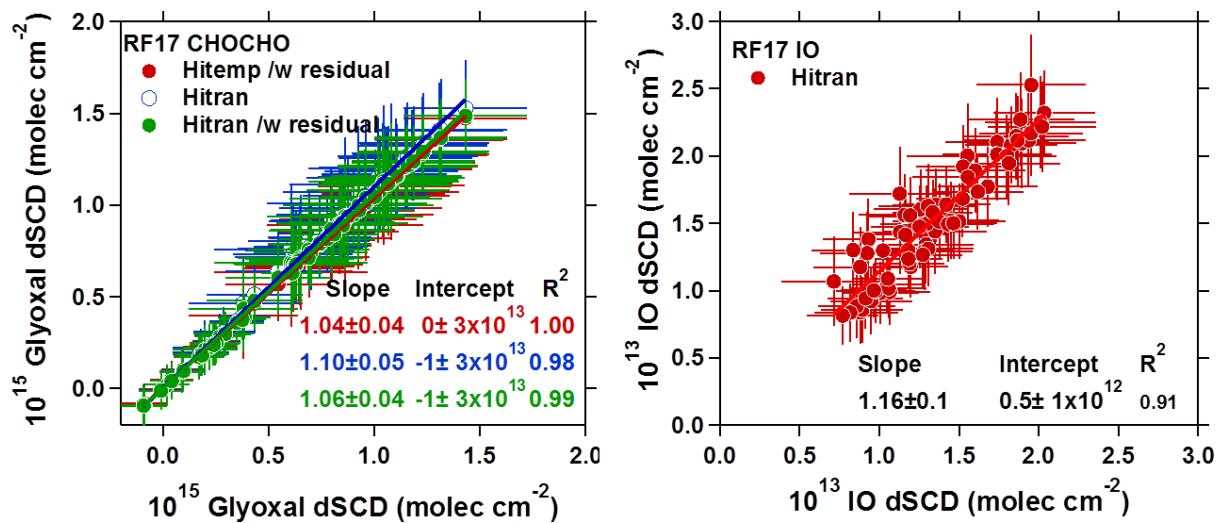 RF17 CHOCHO
Hitemp /w residual
Hitran
Hitran /w residual
Slope Intercept R²
1.04±0.04 0± 3x10¹³ 1.00
1.10±0.05 -1± 3x10¹³ 0.98
1.06±0.04 -1± 3x10¹³ 0.99
10¹⁵ Glyoxal dSCD (molec cm⁻²)
2.0
1.5
1.0
0.5
0.0
0.0 0.5 1.0 1.5 2.0
10¹⁵ Glyoxal dSCD (molec cm⁻²)
RF17 IO
Hitran
Slope Intercept R²
1.16±0.1 0.5± 1x10¹² 0.91
10¹³ IO dSCD (molec cm⁻²)
3.0
2.5
2.0
1.5
1.0
0.5
0.0
0.0 0.5 1.0 1.5 2.0 2.5 3.0
10¹³ IO dSCD (molec cm⁻²)